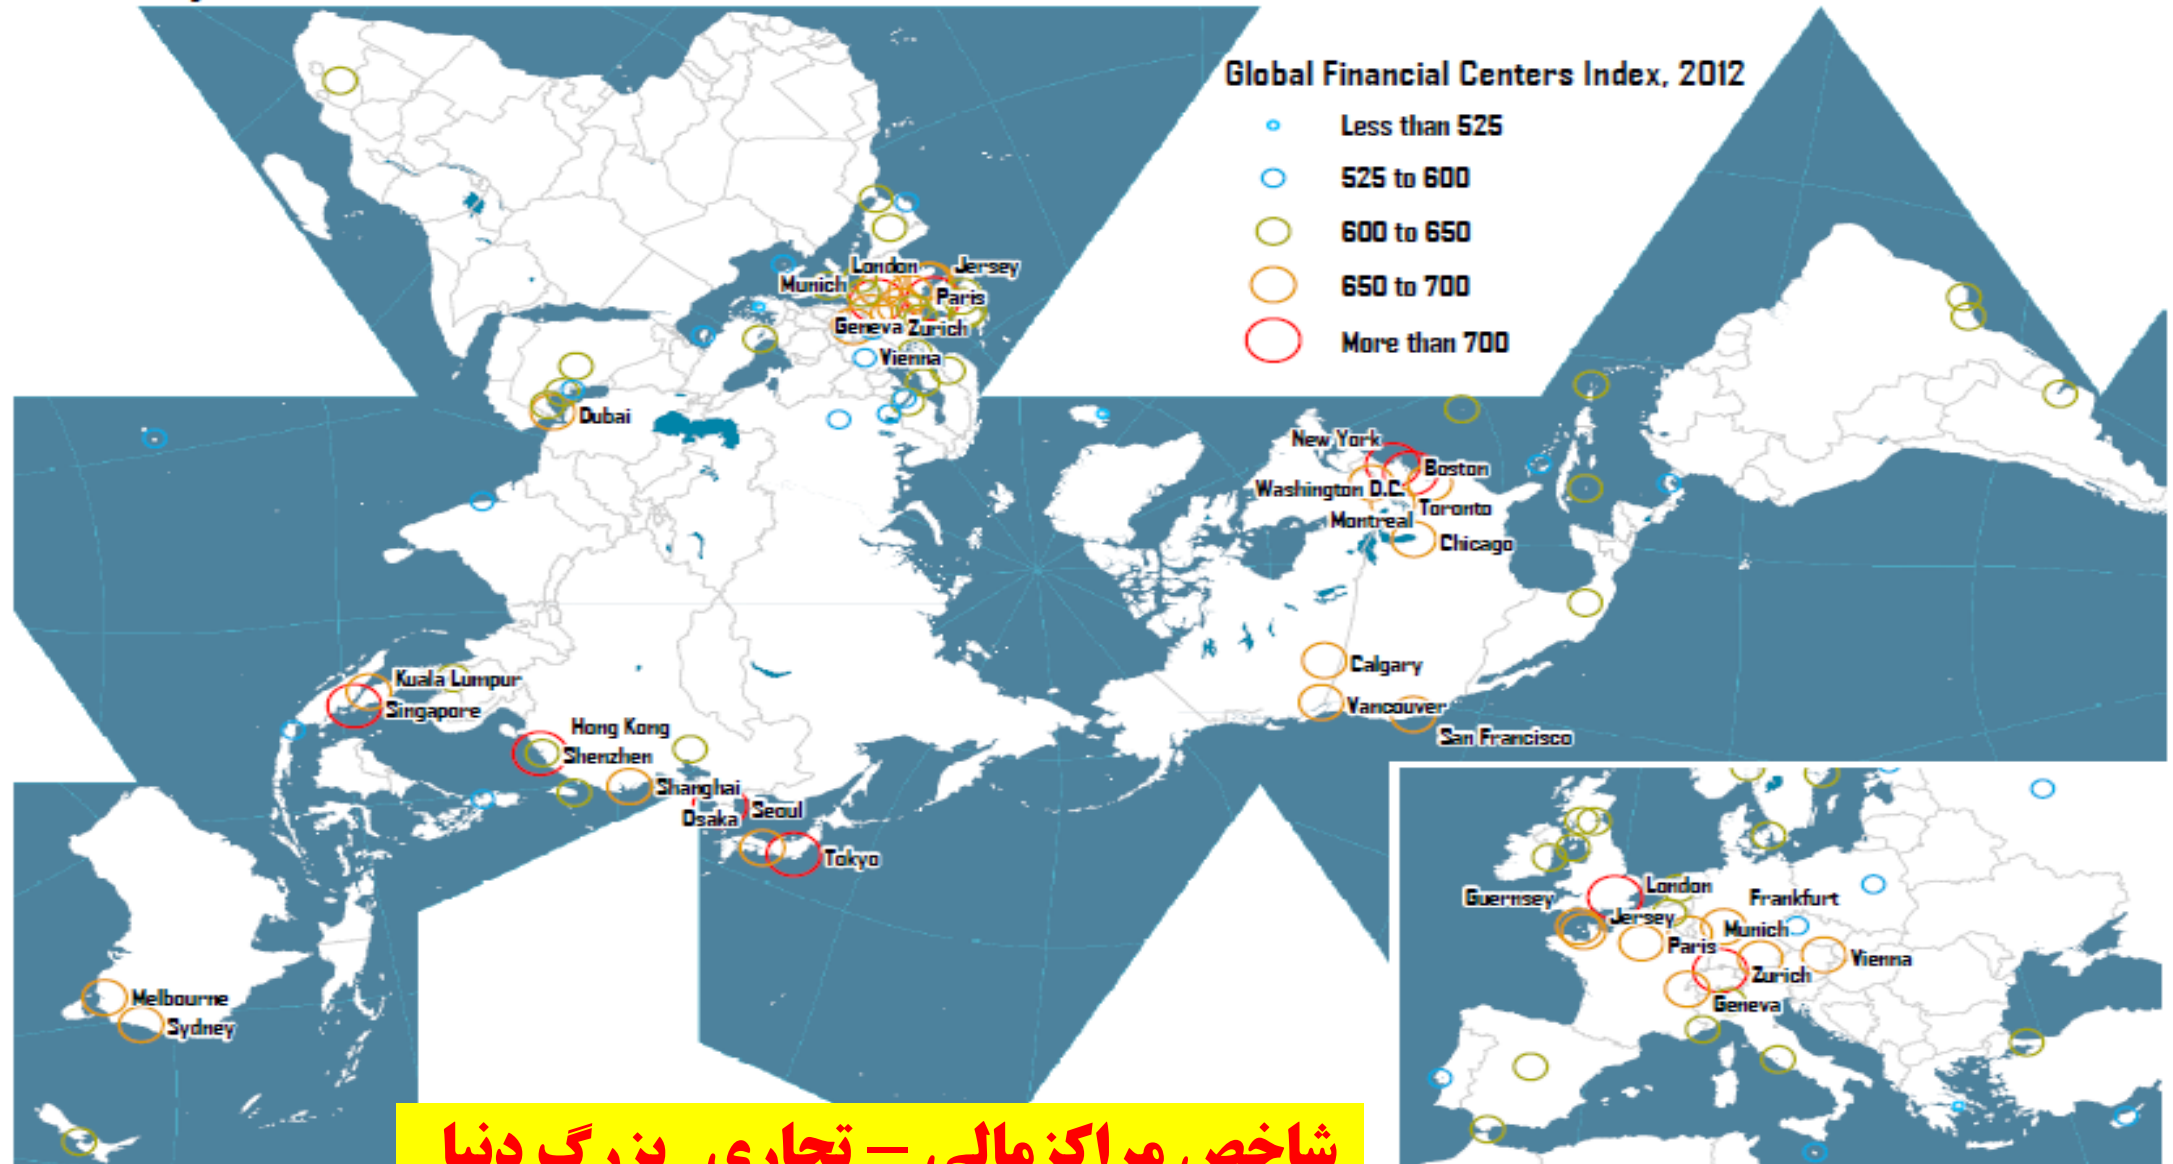 Global Financial Centers Index, 2012
Less than 525
525 to 600
600 to 650
650 to 700
More than 700
London
Jersey
Munich
Paris
Geneva
Zurich
Vienna
Dubai
New York
Boston
Washington D.C.
Toronto
Montreal
Chicago
Calgary
Vancouver
San Francisco
Kuala Lumpur
Singapore
Hong Kong
Shenzhen
Shanghai
Seoul
Osaka
Tokyo
Melbourne
Sydney
London
Frankfurt
Guernsey
Jersey
Munich
Paris
Vienna
Zurich
Geneva
شاخص مراکزمالی – تجاری بزرگ دنیا